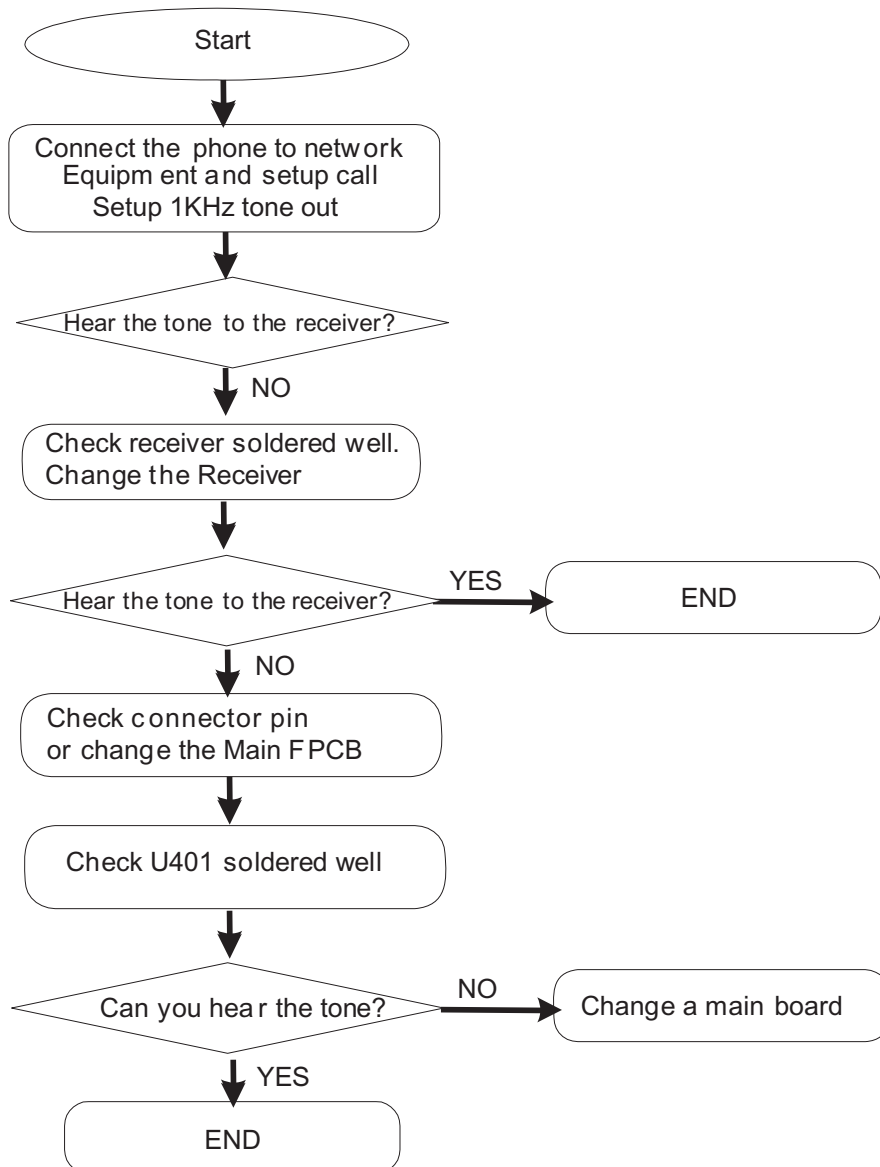 Start
Connect the phone to network
Equipm ent and setup call
Setup 1KHz tone out
Hear the tone to the receiver?
NO
Check receiver soldered well.
Change the Receiver
Hear the tone to the receiver?
YES
END
NO
Check connector pin
or change the Main FPCB
Check U401 soldered well
Can you hear the tone?
NO
Change a main board
YES
END